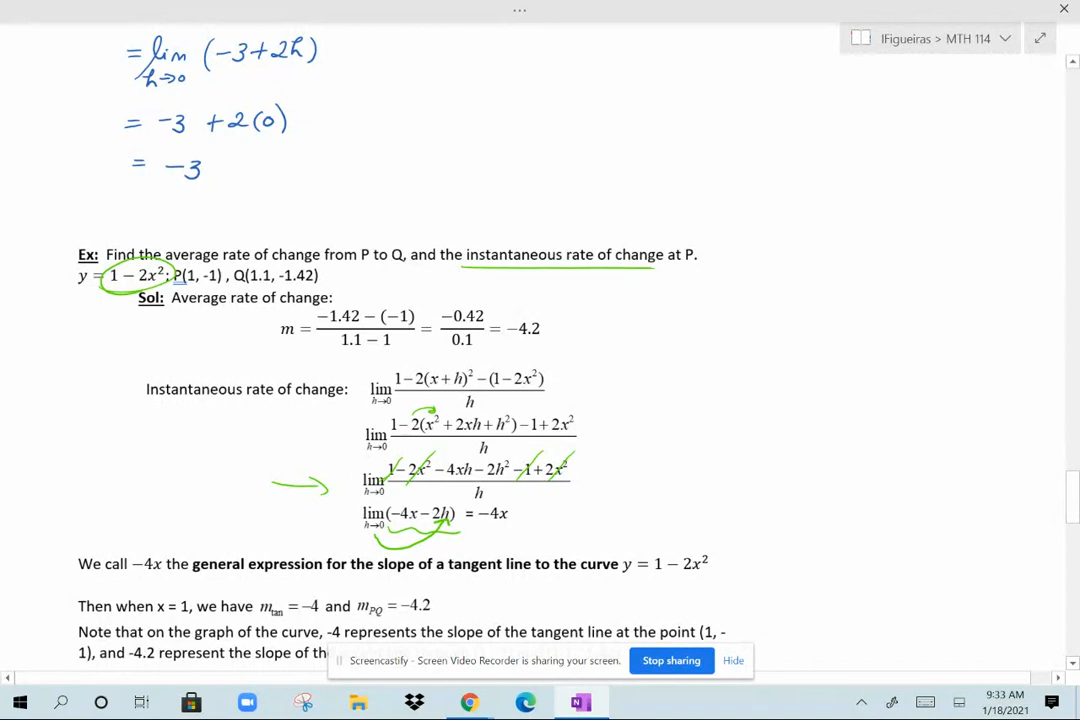 IFigueiras > MTH 114
= lim (-3+2h)
h→0
= -3 +2(0)
= -3
Ex: Find the average rate of change from P to Q, and the instantaneous rate of change at P.
y = 1 − 2x²; P(1, -1) , Q(1.1, -1.42)
Sol: Average rate of change:
m = (−1.42 − (−1))/(1.1 − 1) = −0.42/0.1 = −4.2
Instantaneous rate of change: lim h→0 (1−2(x+h)²−(1−2x²))/h
lim h→0 (1−2(x²+2xh+h²)−1+2x²)/h
lim h→0 (1−2x²−4xh−2h²−1+2x²)/h
lim h→0 (−4x−2h) = −4x
We call −4x the general expression for the slope of a tangent line to the curve y = 1 − 2x²
Then when x = 1, we have m tan = −4 and m PQ = −4.2
Note that on the graph of the curve, -4 represents the slope of the tangent line at the point (1, -
1), and -4.2 represent the slope of the
Screencastify - Screen Video Recorder is sharing your screen. Stop sharing Hide
9:33 AM
1/18/2021